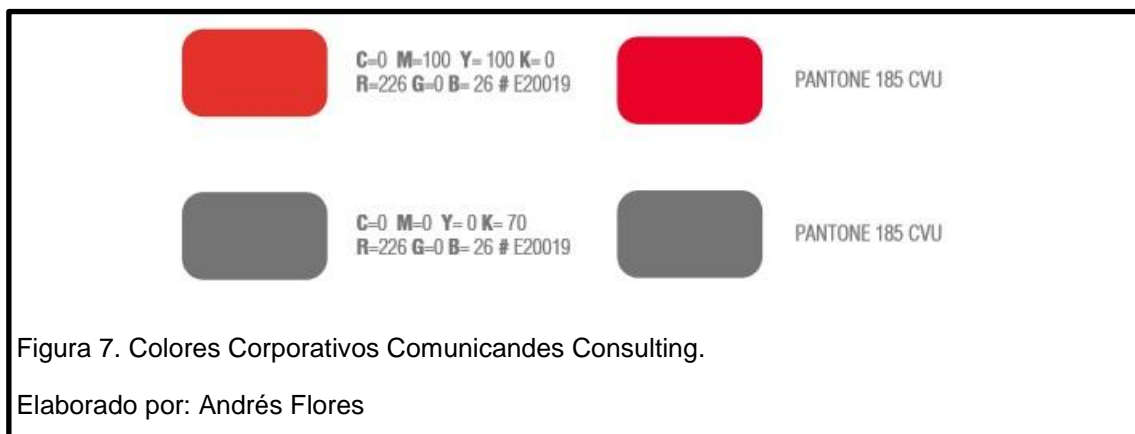 C=0 M=100 Y= 100 K= 0
R=226 G=0 B= 26 # E20019
PANTONE 185 CVU
C=0 M=0 Y= 0 K= 70
R=226 G=0 B= 26 # E20019
PANTONE 185 CVU
Figura 7. Colores Corporativos Comunicandes Consulting.
Elaborado por: Andrés Flores